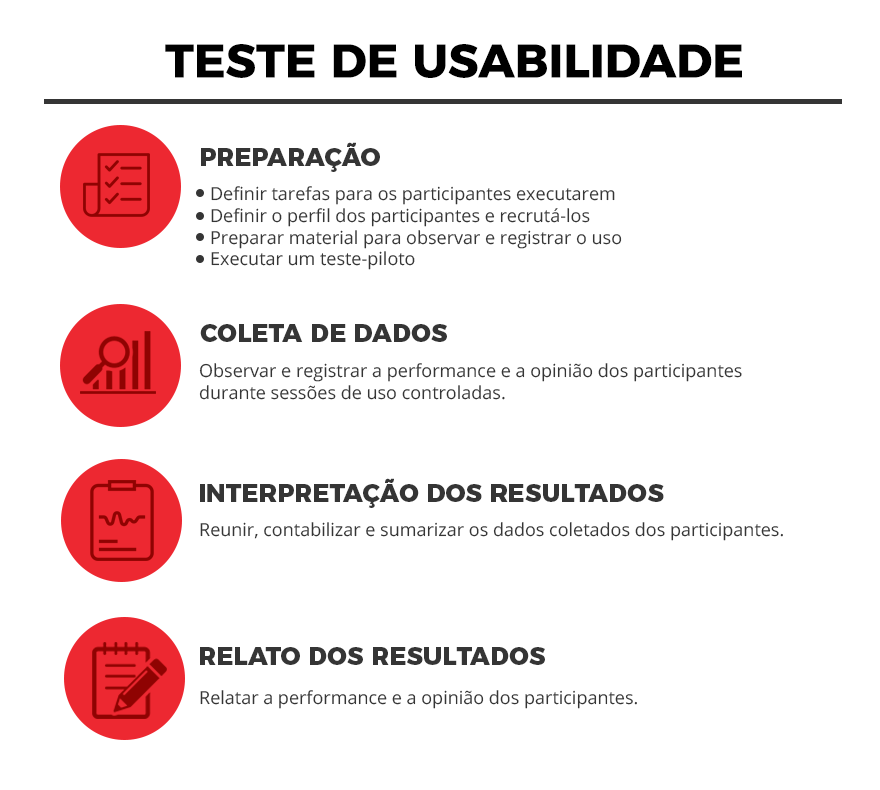 TESTE DE USABILIDADE
PREPARAÇÃO
• Definir tarefas para os participantes executarem
• Definir o perfil dos participantes e recrutá-los
• Preparar material para observar e registrar o uso
• Executar um teste-piloto
COLETA DE DADOS
Observar e registrar a performance e a opinião dos participantes
durante sessões de uso controladas.
INTERPRETAÇÃO DOS RESULTADOS
Reunir, contabilizar e sumarizar os dados coletados dos participantes.
RELATO DOS RESULTADOS
Relatar a performance e a opinião dos participantes.